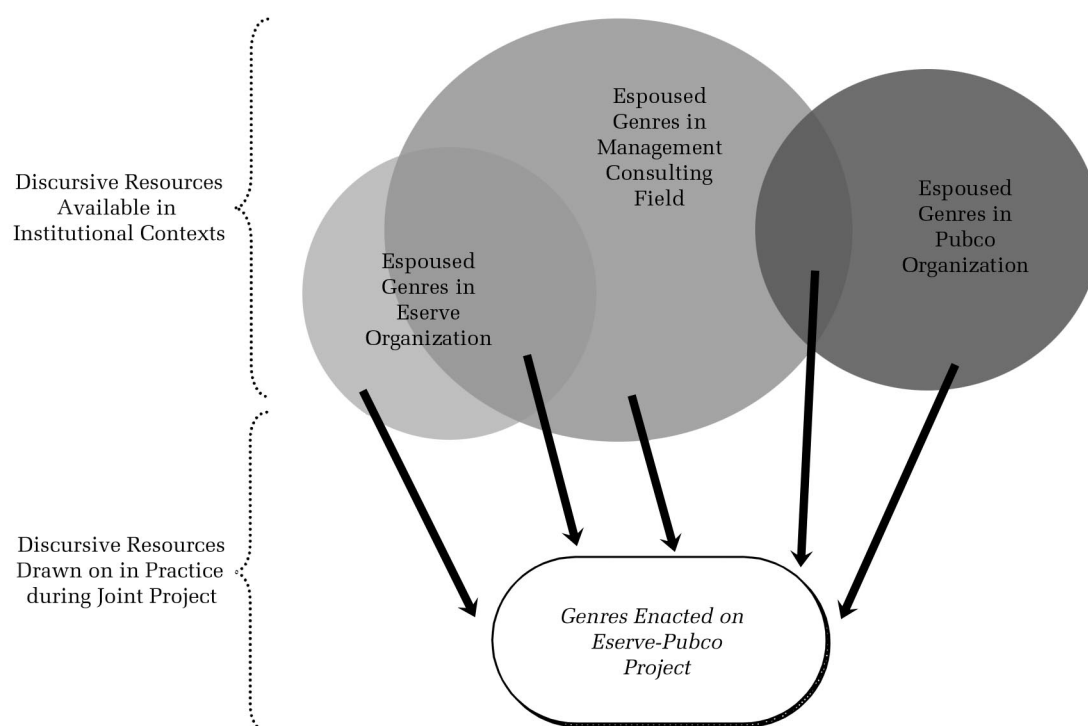 Espoused
Genres in
Management
Consulting
Field
Espoused
Genres in
Pubco
Organization
Discursive Resources
Available in
Institutional Contexts
Espoused
Genres in
Eserve
Organization
Discursive Resources
Drawn on in Practice
during Joint Project
Genres Enacted on
Eserve-Pubco
Project